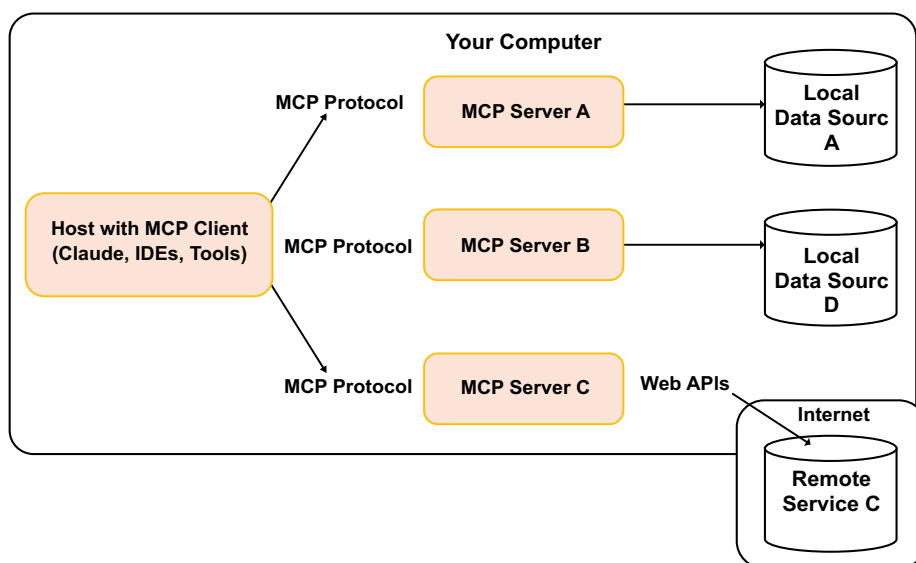 Your Computer
MCP Protocol
MCP Server A
Local
Data Sourc
A
Host with MCP Client
(Claude, IDEs, Tools)
MCP Protocol
MCP Server B
Local
Data Sourc
D
MCP Protocol
MCP Server C
Web APIs
Internet
Remote
Service C